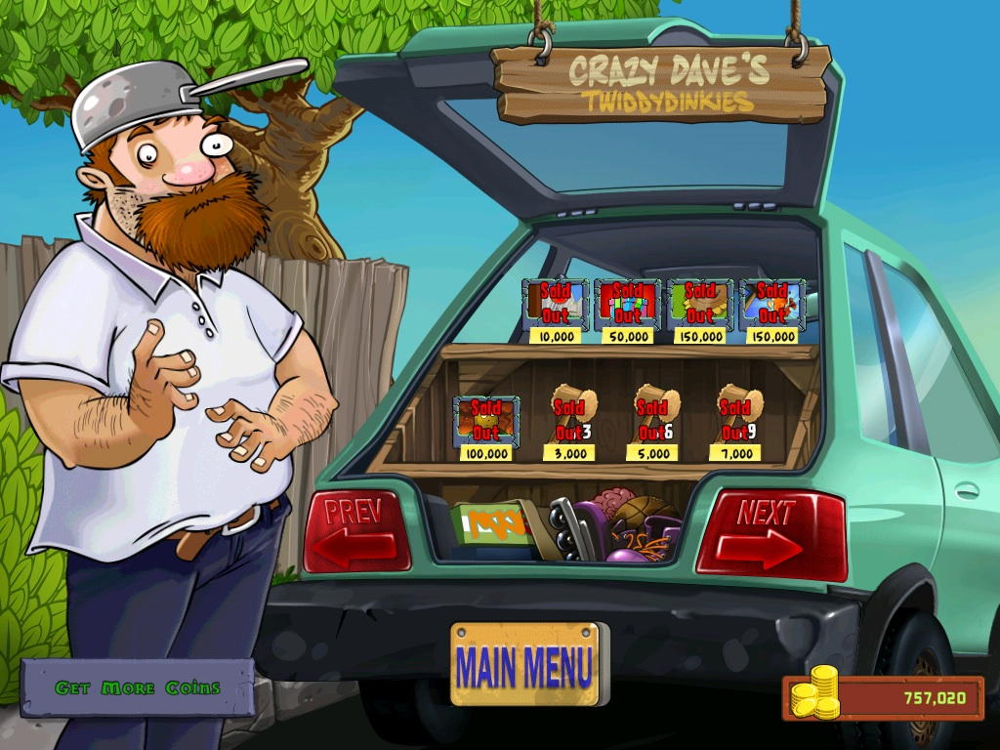 CRAZY DAVE'S
TWIDDYDINKIES
Sold Out
Sold Out
Sold Out
Sold Out
10,000
50,000
150,000
150,000
Sold Out
Sold Out3
Sold Out6
Sold Out9
100,000
3,000
5,000
7,000
PREV
NEXT
MAIN MENU
Get More Coins
757,020